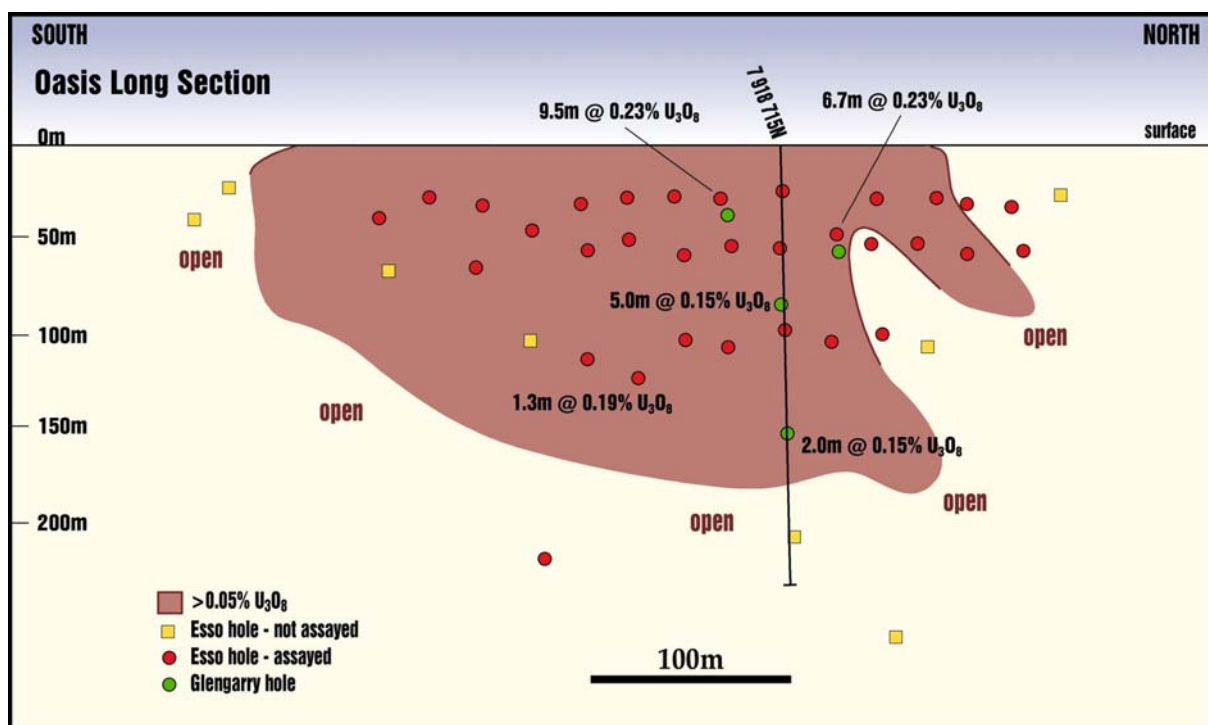 SOUTH
NORTH
Oasis Long Section
7 918 715N
6.7m @ 0.23% U₃O₈
9.5m @ 0.23% U₃O₈
0m
surface
50m
open
5.0m @ 0.15% U₃O₈
100m
open
1.3m @ 0.19% U₃O₈
open
150m
2.0m @ 0.15% U₃O₈
open
200m
open
>0.05% U₃O₈
Esso hole - not assayed
Esso hole - assayed
Glengarry hole
100m